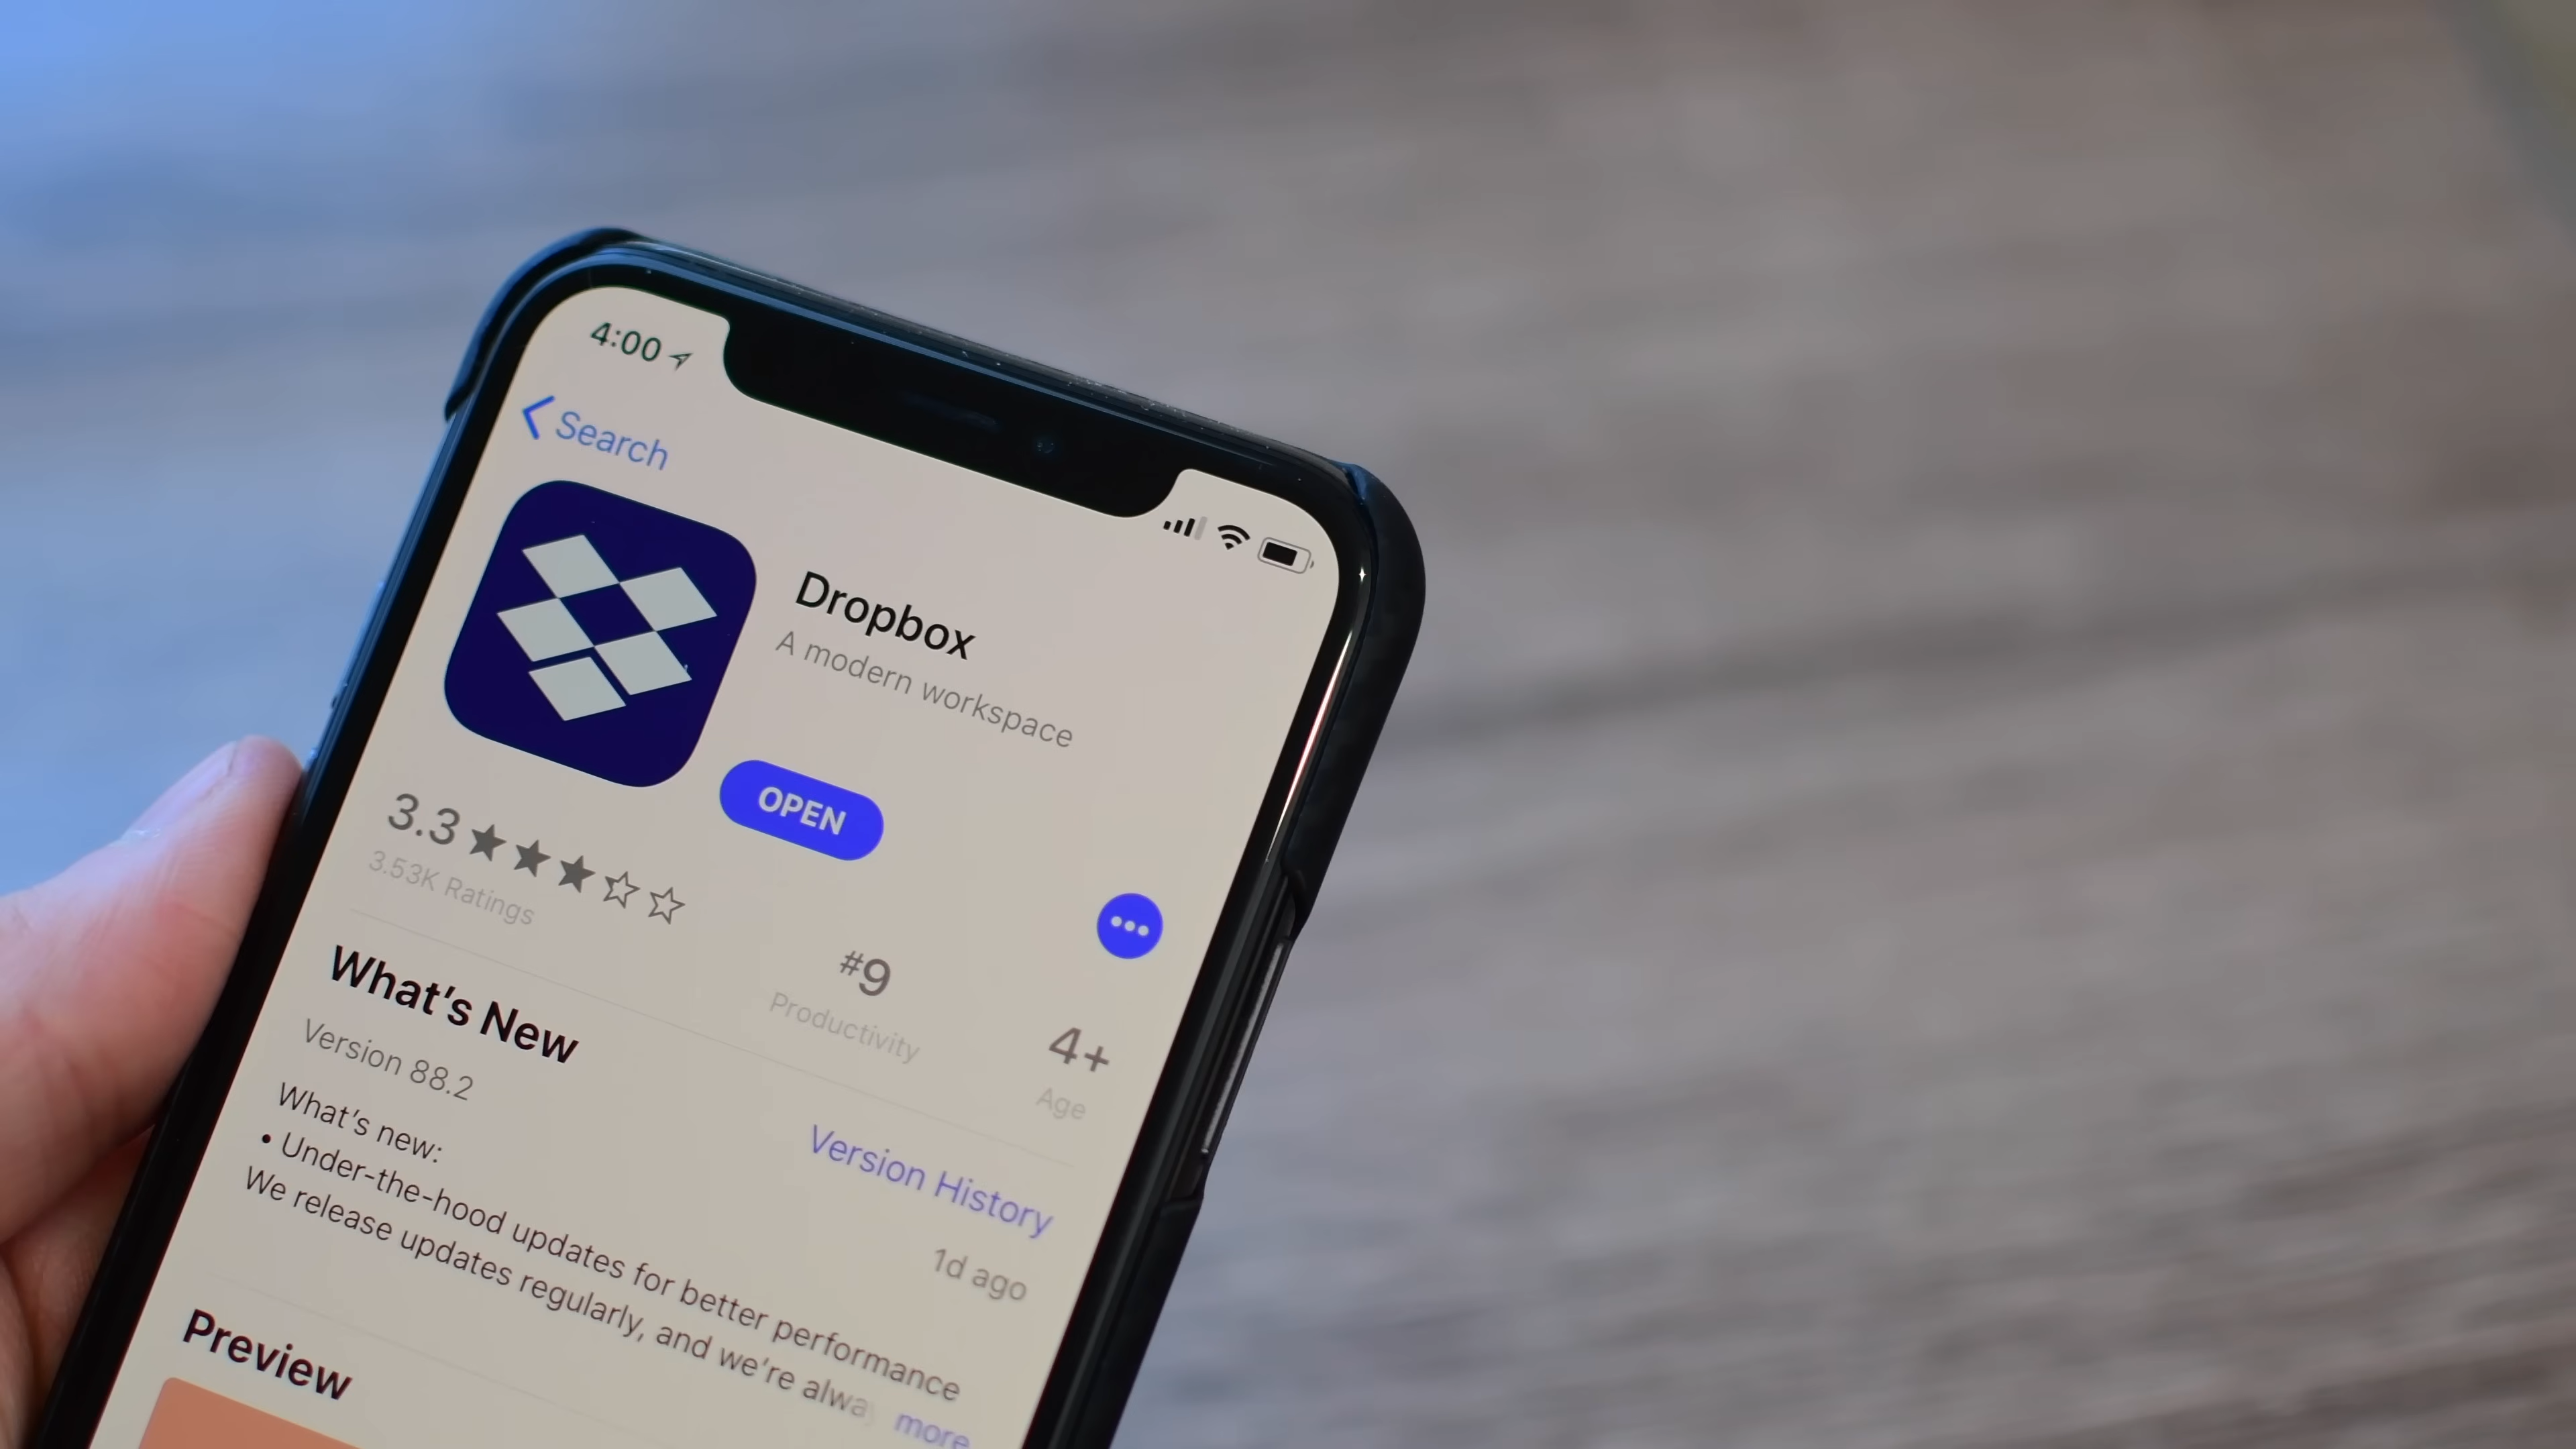 4:00
Search
Dropbox
A modern workspace
OPEN
3.3
3.53K Ratings
#9
Productivity
4+
Age
What's New
Version History
Version 88.2
1d ago
What's new:
• Under-the-hood updates for better performance
We release updates regularly, and we're alwa
more
Preview